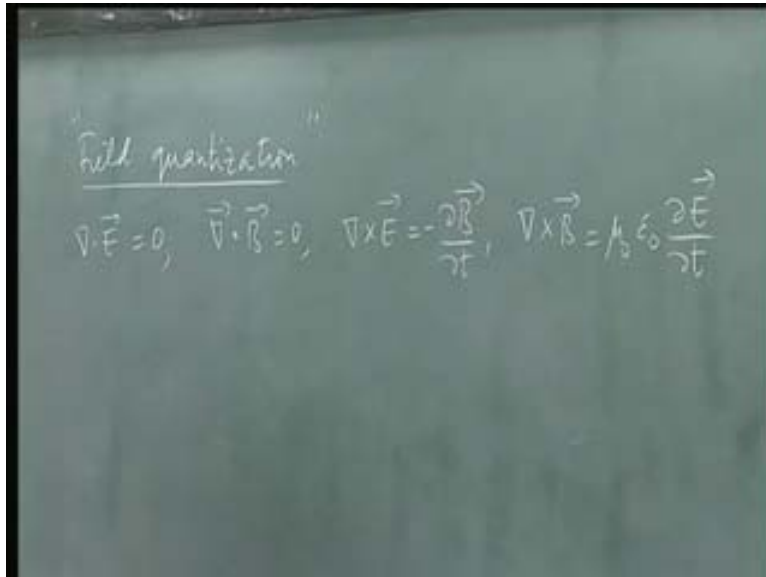 "Field quantization"
∇·E⃗ = 0, ∇⃗·B⃗ = 0, ∇×E⃗ = -∂B⃗/∂t, ∇×B⃗ = μ₀ε₀ ∂E⃗/∂t